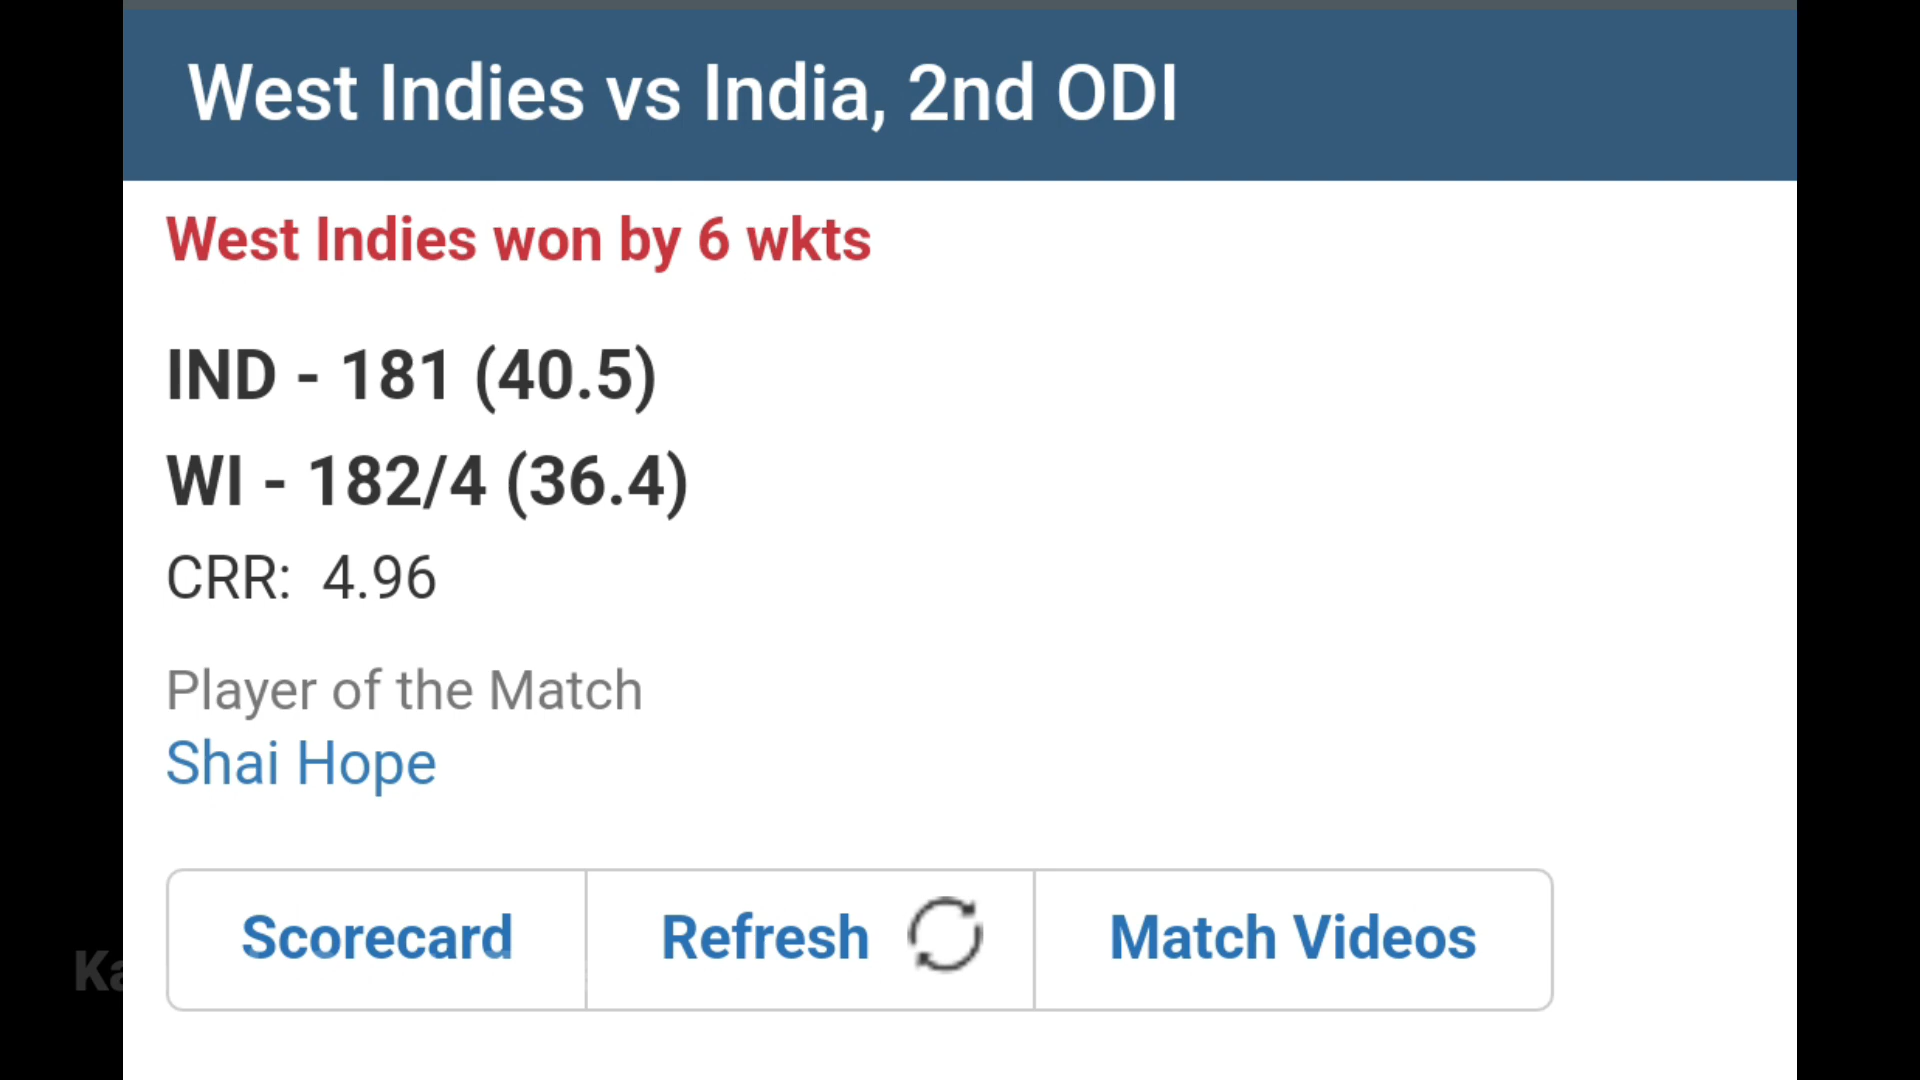 West Indies vs India, 2nd ODI
West Indies won by 6 wkts
IND - 181 (40.5)
WI - 182/4 (36.4)
CRR: 4.96
Player of the Match
Shai Hope
Scorecard
Refresh
Match Videos